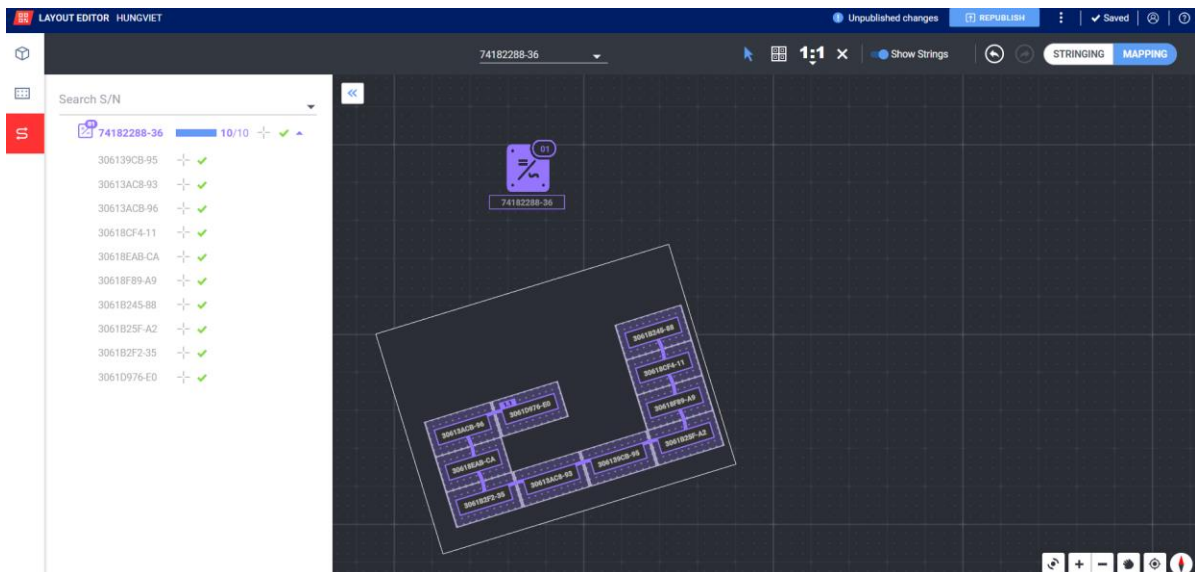 LAYOUT EDITOR HUNGVIET
Unpublished changes
REPUBLISH
Saved
74182288-36
1:1
Show Strings
STRINGING
MAPPING
Search S/N
01
74182288-36
10/10
306139CB-95
30613AC8-93
30613ACB-96
30618CF4-11
30618EAB-CA
30618F89-A9
3061B245-88
3061B25F-A2
3061B2F2-35
3061D976-E0
01
74182288-36
3061B245-88
30618CF4-11
30618F89-A9
3061B25F-A2
306139CB-95
30613AC8-93
3061B2F2-35
30618EAB-CA
30613ACB-96
3061D976-E0